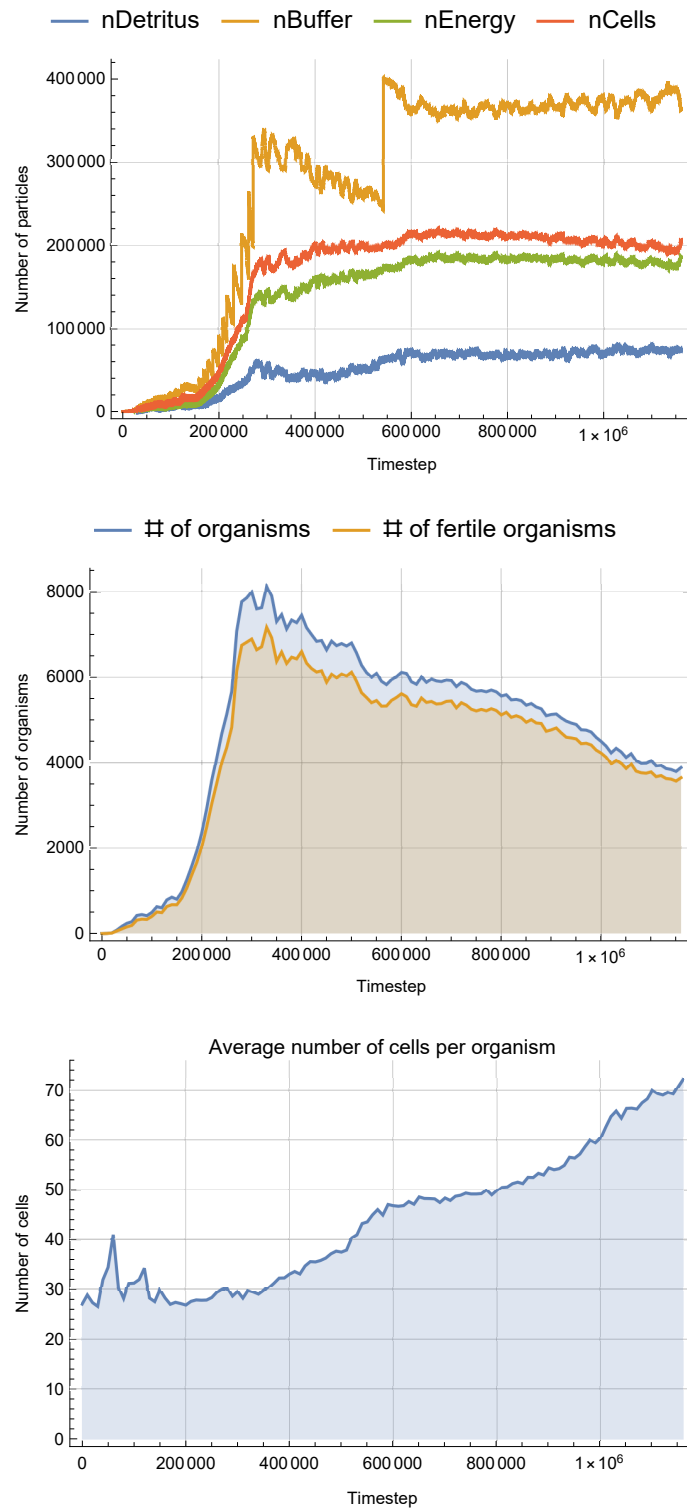 nDetritus nBuffer nEnergy nCells
400 000
300 000
200 000
100 000
0
Number of particles
0 200 000 400 000 600 000 800 000 1 × 10⁶
Timestep
# of organisms # of fertile organisms
8000
6000
4000
2000
0
Number of organisms
0 200 000 400 000 600 000 800 000 1 × 10⁶
Timestep
Average number of cells per organism
70
60
50
40
30
20
10
0
Number of cells
0 200 000 400 000 600 000 800 000 1 × 10⁶
Timestep